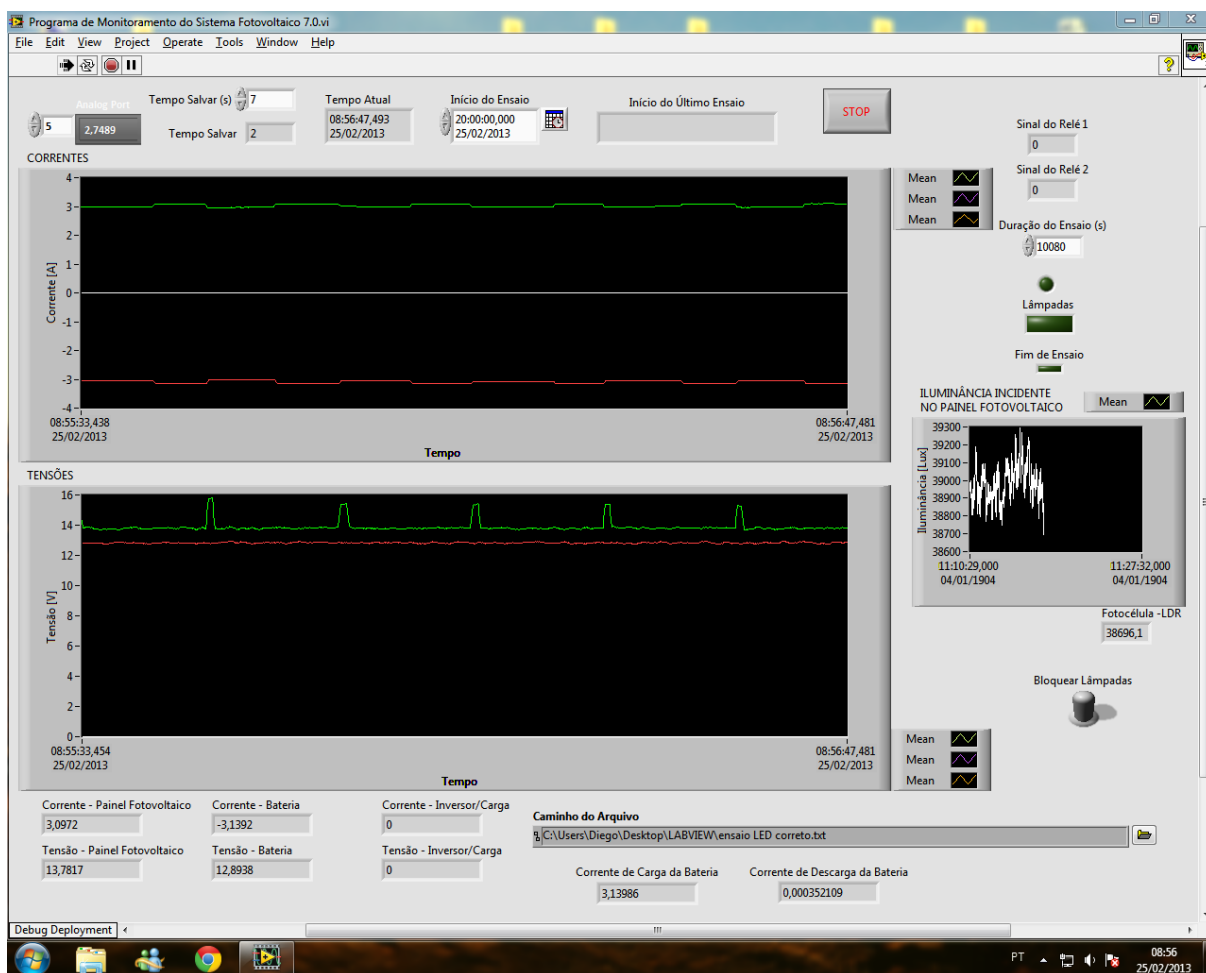 Programa de Monitoramento do Sistema Fotovoltaico 7.0.vi
File Edit View Project Operate Tools Window Help
Analog Port
5
2,7489
Tempo Salvar (s)
7
Tempo Salvar
2
Tempo Atual
08:56:47,493
25/02/2013
Início do Ensaio
20:00:00,000
25/02/2013
Início do Último Ensaio
STOP
Sinal do Relé 1
0
Sinal do Relé 2
0
Duração do Ensaio (s)
10080
Lâmpadas
Fim de Ensaio
CORRENTES
Mean
Mean
Mean
Corrente [A]
4
3
2
1
0
-1
-2
-3
-4
08:55:33,438
25/02/2013
08:56:47,481
25/02/2013
Tempo
ILUMINÂNCIA INCIDENTE
NO PAINEL FOTOVOLTAICO
Mean
Iluminância [Lux]
39300
39200
39100
39000
38900
38800
38700
38600
11:10:29,000
04/01/1904
11:27:32,000
04/01/1904
Fotocélula -LDR
38696,1
Bloquear Lâmpadas
TENSÕES
Tensão [V]
16
14
12
10
8
6
4
2
0
08:55:33,454
25/02/2013
08:56:47,481
25/02/2013
Tempo
Mean
Mean
Mean
Corrente - Painel Fotovoltaico
3,0972
Corrente - Bateria
-3,1392
Corrente - Inversor/Carga
0
Tensão - Painel Fotovoltaico
13,7817
Tensão - Bateria
12,8938
Tensão - Inversor/Carga
0
Caminho do Arquivo
C:\Users\Diego\Desktop\LABVIEW\ensaio LED correto.txt
Corrente de Carga da Bateria
3,13986
Corrente de Descarga da Bateria
0,000352109
Debug Deployment
PT
08:56
25/02/2013